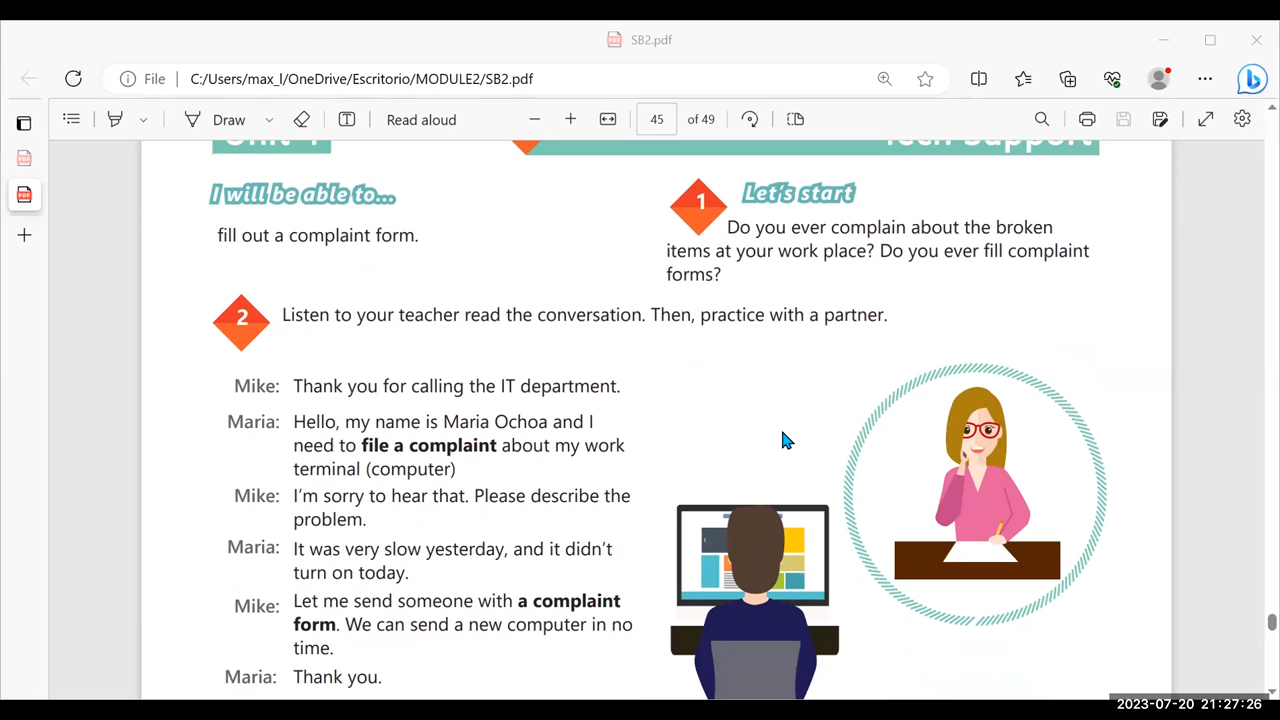 SB2.pdf
File C:/Users/max_l/OneDrive/Escritorio/MODULE2/SB2.pdf
Draw Read aloud 45 of 49
Tech Support
I will be able to...
fill out a complaint form.
1 Let's start
Do you ever complain about the broken
items at your work place? Do you ever fill complaint
forms?
2 Listen to your teacher read the conversation. Then, practice with a partner.
Mike: Thank you for calling the IT department.
Maria: Hello, my name is Maria Ochoa and I
need to file a complaint about my work
terminal (computer)
Mike: I'm sorry to hear that. Please describe the
problem.
Maria: It was very slow yesterday, and it didn't
turn on today.
Mike: Let me send someone with a complaint
form. We can send a new computer in no
time.
Maria: Thank you.
2023-07-20 21:27:26